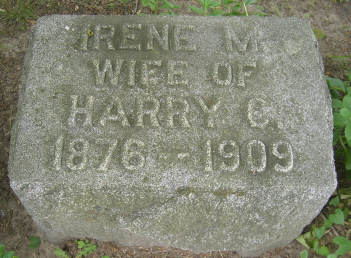 IRENE M.
WIFE OF
HARRY C.
1876--1909